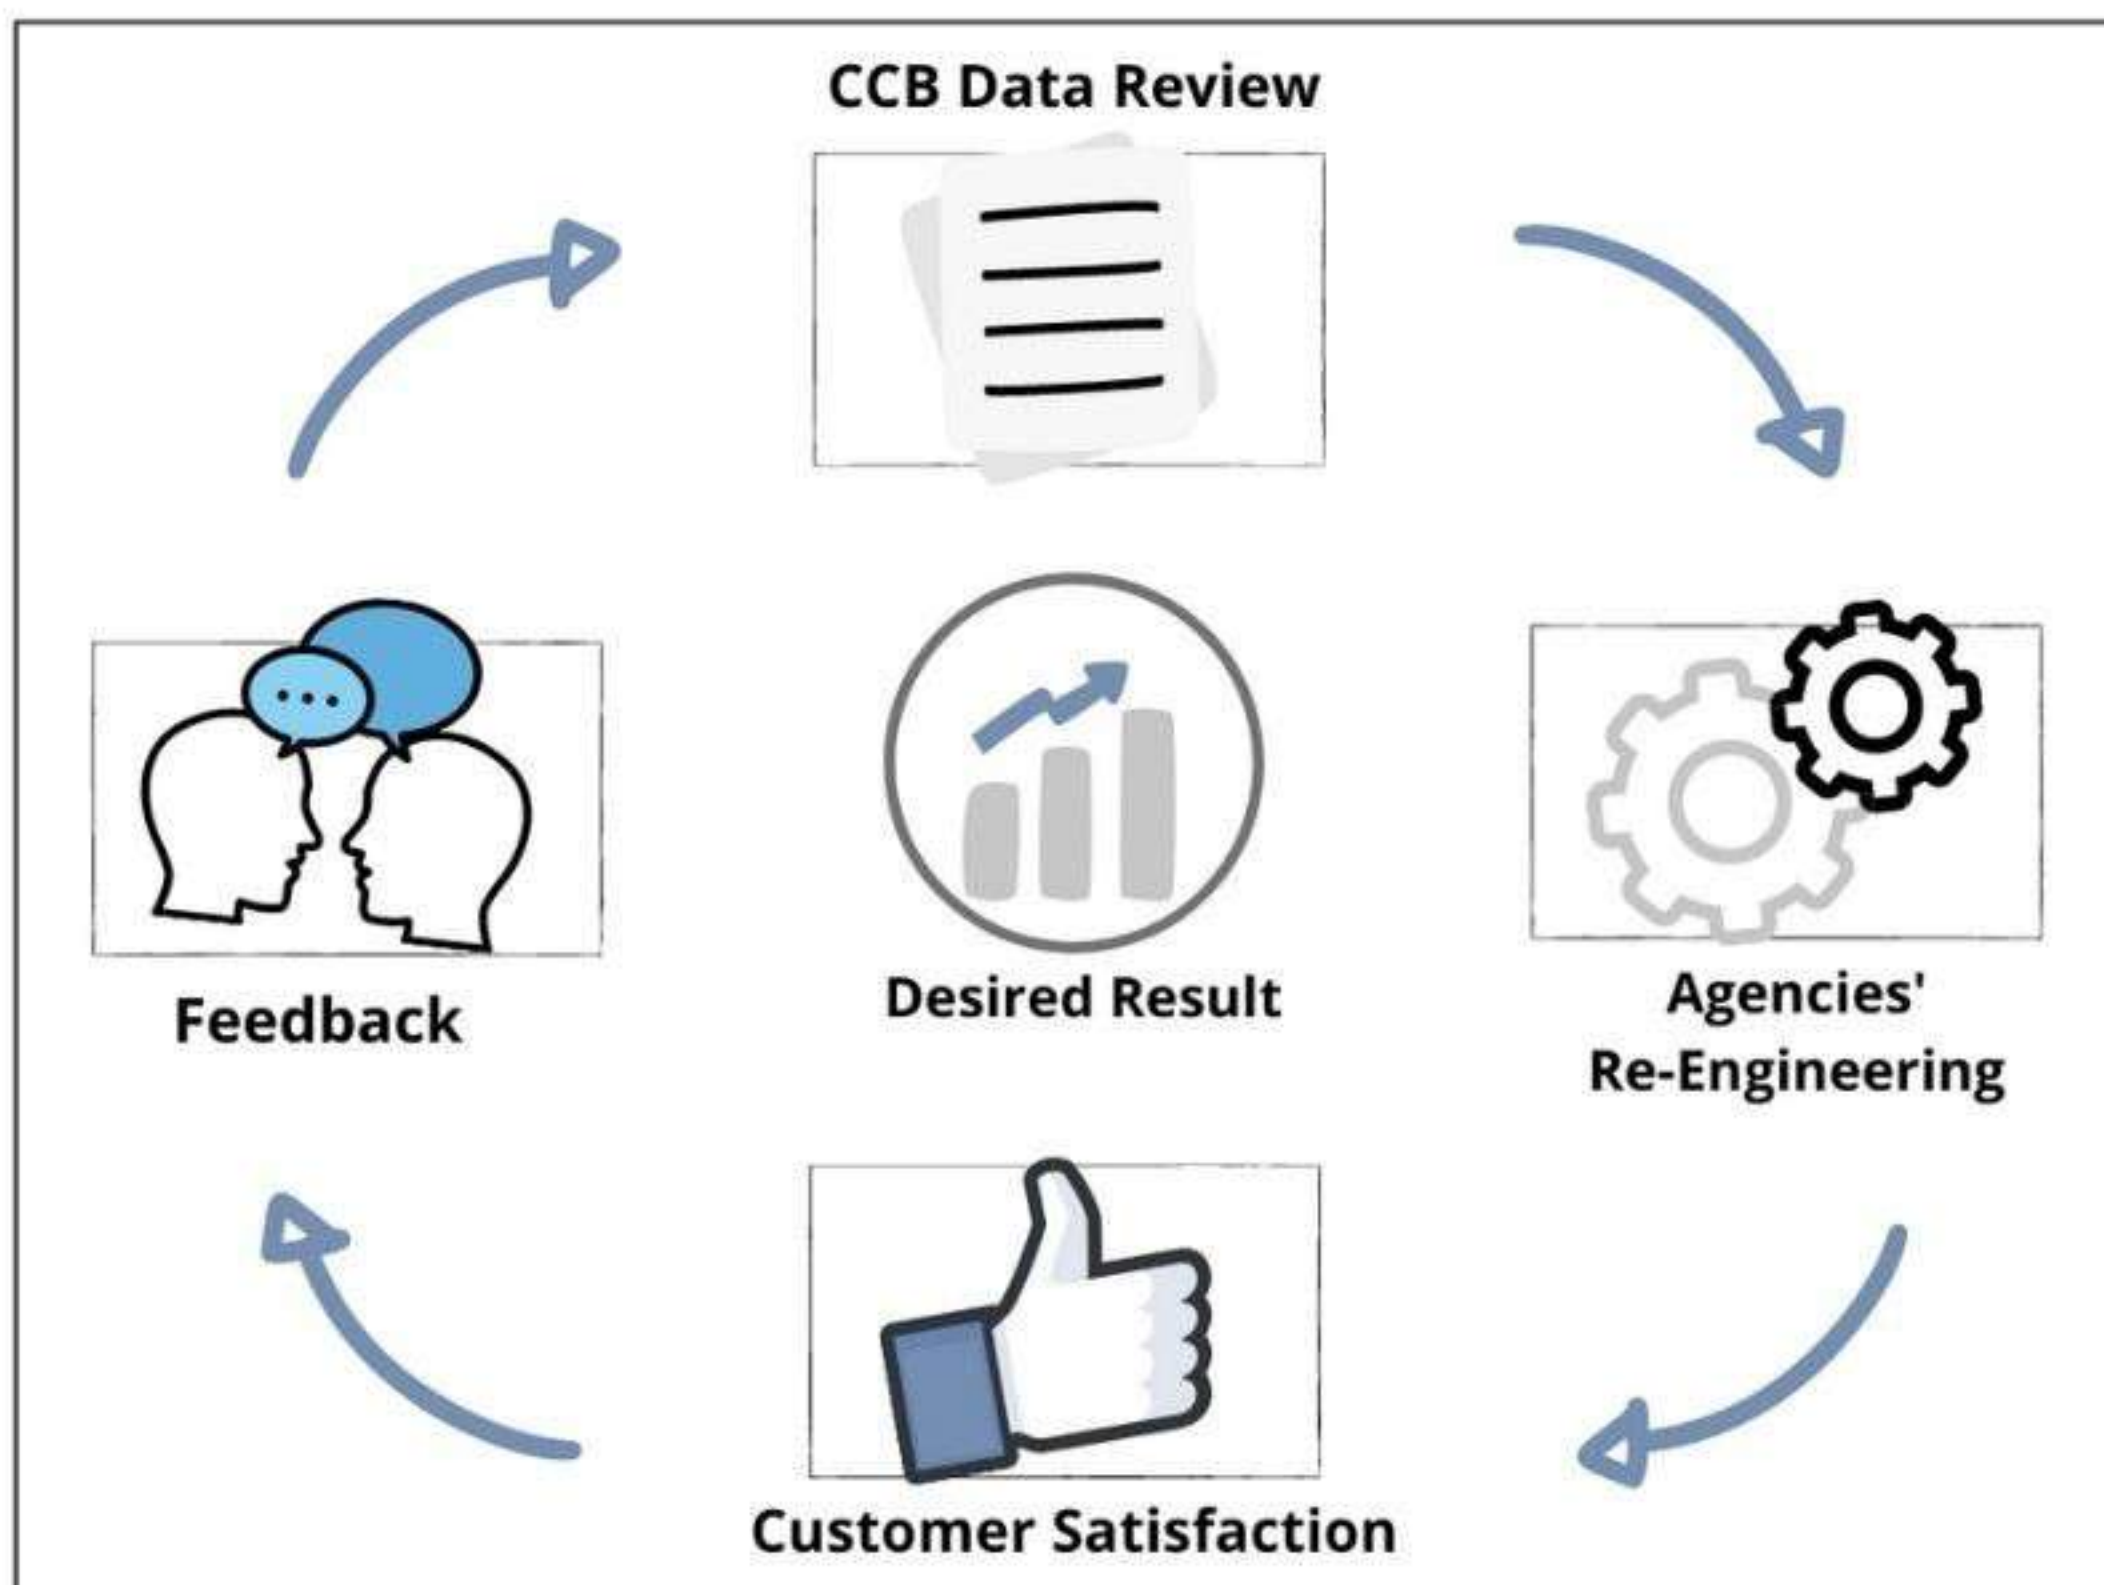 CCB Data Review
Feedback
Desired Result
Agencies'
Re-Engineering
Customer Satisfaction